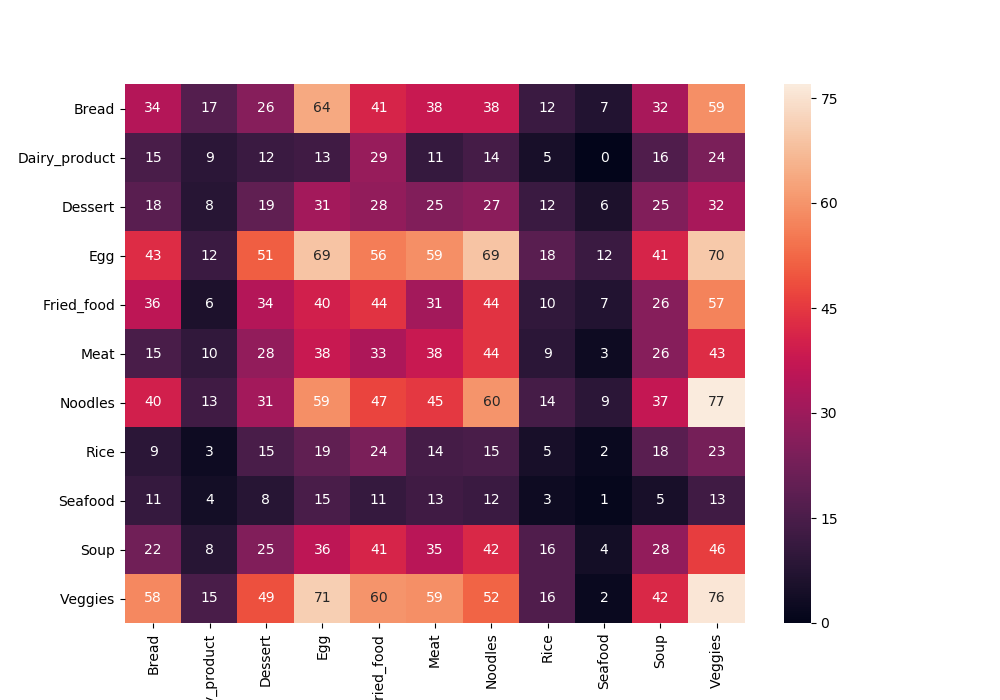 Bread 34 17 26 64 41 38 38 12 7 32 59
Dairy_product 15 9 12 13 29 11 14 5 0 16 24
Dessert 18 8 19 31 28 25 27 12 6 25 32
Egg 43 12 51 69 56 59 69 18 12 41 70
Fried_food 36 6 34 40 44 31 44 10 7 26 57
Meat 15 10 28 38 33 38 44 9 3 26 43
Noodles 40 13 31 59 47 45 60 14 9 37 77
Rice 9 3 15 19 24 14 15 5 2 18 23
Seafood 11 4 8 15 11 13 12 3 1 5 13
Soup 22 8 25 36 41 35 42 16 4 28 46
Veggies 58 15 49 71 60 59 52 16 2 42 76
Bread
y_product
Dessert
Egg
ried_food
Meat
Noodles
Rice
Seafood
Soup
Veggies
75
60
45
30
15
0